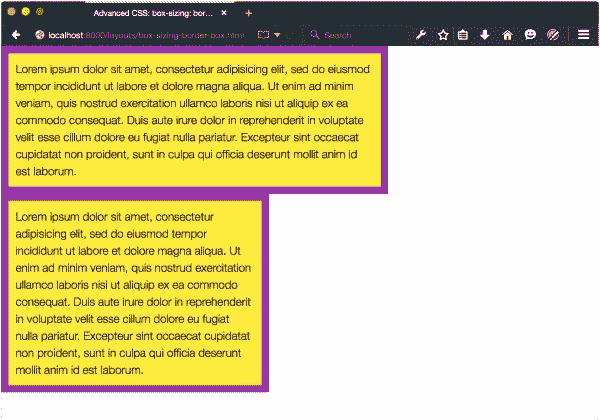 Advanced CSS: box-sizing: bor...
localhost:8000/layouts/box-sizing-border-box.html
Search
Lorem ipsum dolor sit amet, consectetur adipisicing elit, sed do eiusmod
tempor incididunt ut labore et dolore magna aliqua. Ut enim ad minim
veniam, quis nostrud exercitation ullamco laboris nisi ut aliquip ex ea
commodo consequat. Duis aute irure dolor in reprehenderit in voluptate
velit esse cillum dolore eu fugiat nulla pariatur. Excepteur sint occaecat
cupidatat non proident, sunt in culpa qui officia deserunt mollit anim id
est laborum.
Lorem ipsum dolor sit amet, consectetur
adipisicing elit, sed do eiusmod tempor
incididunt ut labore et dolore magna aliqua. Ut
enim ad minim veniam, quis nostrud exercitation
ullamco laboris nisi ut aliquip ex ea commodo
consequat. Duis aute irure dolor in reprehenderit
in voluptate velit esse cillum dolore eu fugiat
nulla pariatur. Excepteur sint occaecat cupidatat
non proident, sunt in culpa qui officia deserunt
mollit anim id est laborum.